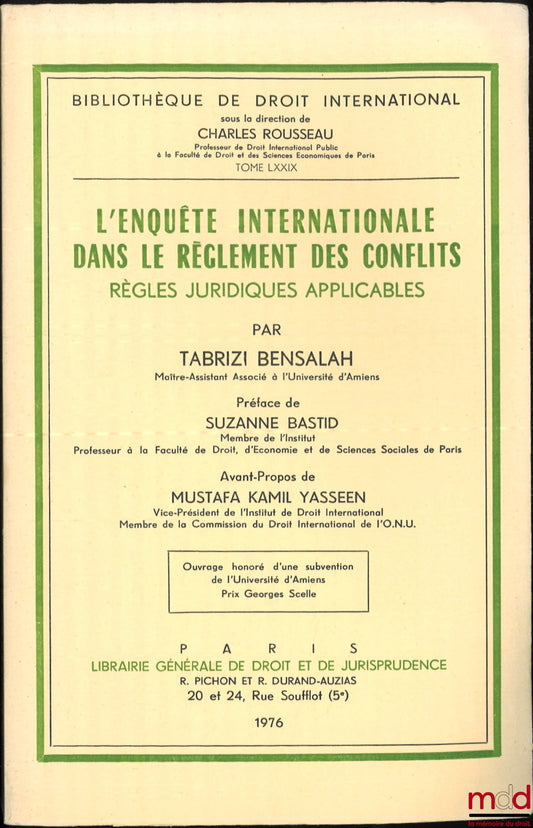 BIBLIOTHÈQUE DE DROIT INTERNATIONAL
sous la direction de
CHARLES ROUSSEAU
Professeur de Droit International Public
à la Faculté de Droit et des Sciences Economiques de Paris
TOME LXXIX
L'ENQUÊTE INTERNATIONALE
DANS LE RÈGLEMENT DES CONFLITS
RÈGLES JURIDIQUES APPLICABLES
PAR
TABRIZI BENSALAH
Maître-Assistant Associé à l'Université d'Amiens
Préface de
SUZANNE BASTID
Membre de l'Institut
Professeur à la Faculté de Droit, d'Economie et de Sciences Sociales de Paris
Avant-Propos de
MUSTAFA KAMIL YASSEEN
Vice-Président de l'Institut de Droit International
Membre de la Commission du Droit International de l'O.N.U.
Ouvrage honoré d'une subvention
de l'Université d'Amiens
Prix Georges Scelle
PARIS
LIBRAIRIE GÉNÉRALE DE DROIT ET DE JURISPRUDENCE
R. PICHON ET R. DURAND-AUZIAS
20 et 24, Rue Soufflot (5e)
1976
mdd
la mémoire du droit